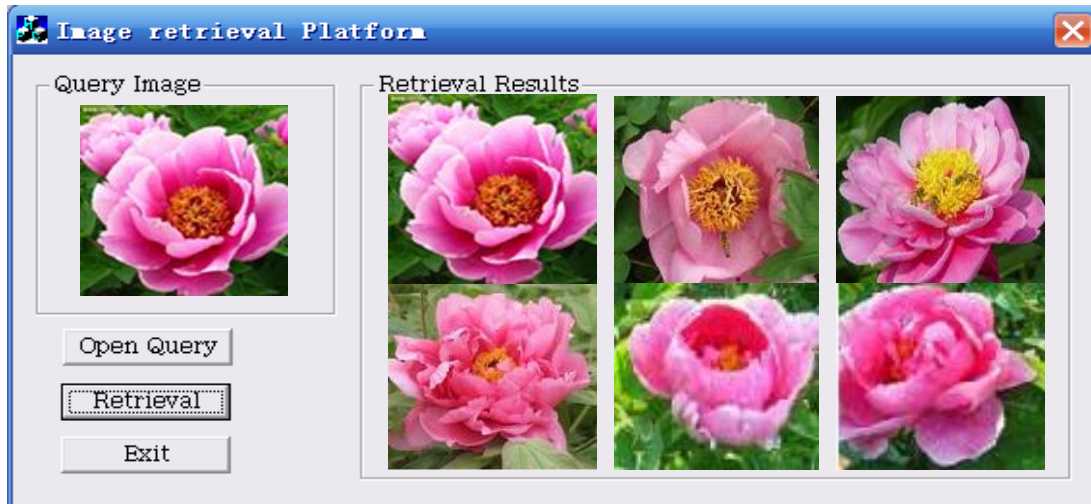 Image retrieval Platform
Query Image
Retrieval Results
Open Query
Retrieval
Exit